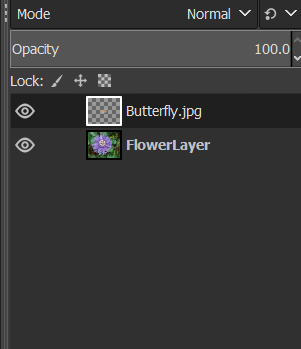 Mode Normal
Opacity 100.0
Lock:
Butterfly.jpg
FlowerLayer